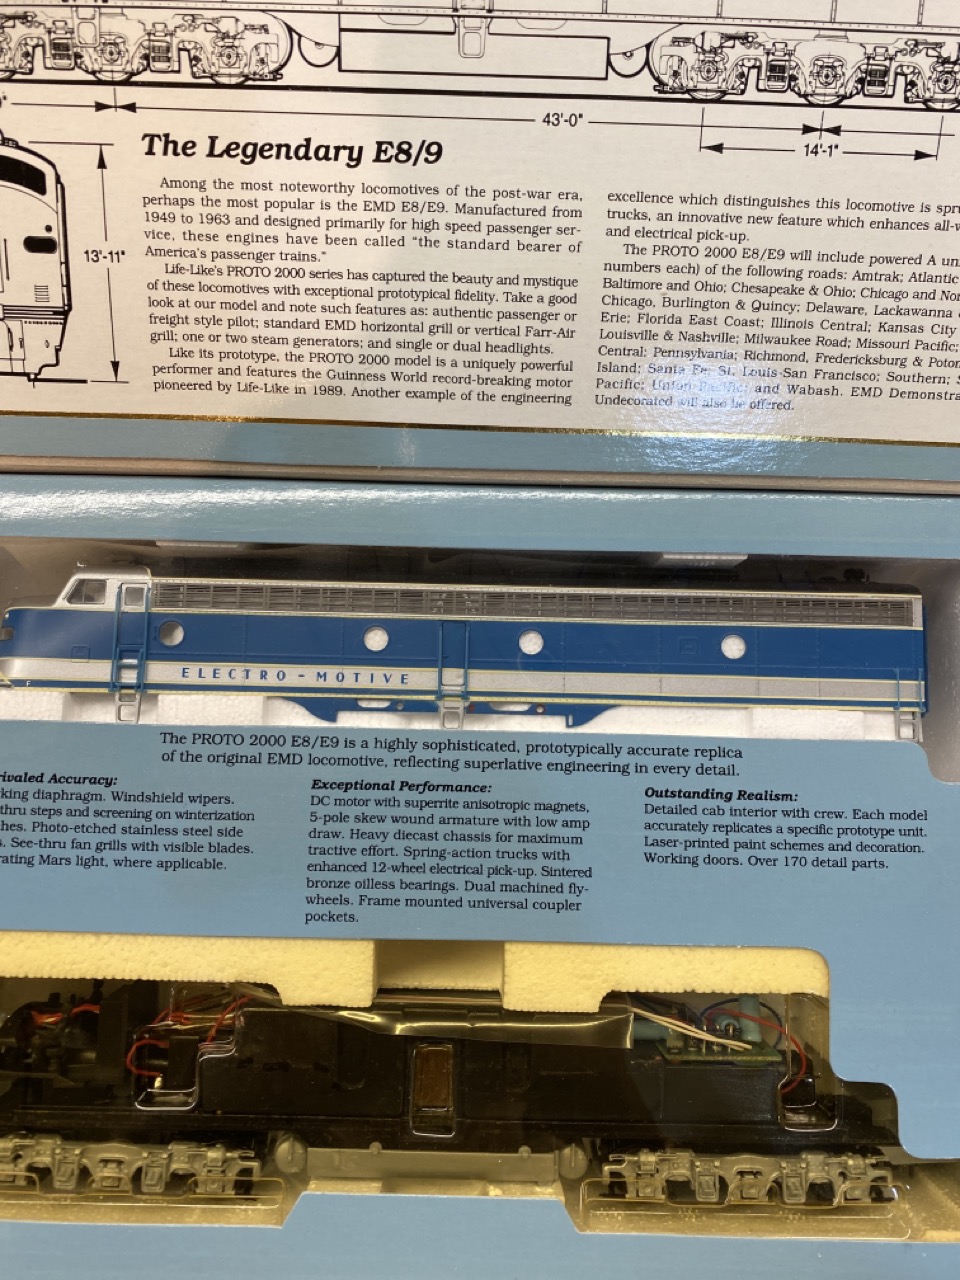 43'-0"
14'-1"
13'-11"
The Legendary E8/9
Among the most noteworthy locomotives of the post-war era,
perhaps the most popular is the EMD E8/E9. Manufactured from
1949 to 1963 and designed primarily for high speed passenger ser-
vice, these engines have been called "the standard bearer of
America's passenger trains."
Life-Like's PROTO 2000 series has captured the beauty and mystique
of these locomotives with exceptional prototypical fidelity. Take a good
look at our model and note such features as: authentic passenger or
freight style pilot; standard EMD horizontal grill or vertical Farr-Air
grill; one or two steam generators; and single or dual headlights.
Like its prototype, the PROTO 2000 model is a uniquely powerful
performer and features the Guinness World record-breaking motor
pioneered by Life-Like in 1989. Another example of the engineering
excellence which distinguishes this locomotive is
trucks, an innovative new feature which enhances
and electrical pick-up.
The PROTO 2000 E8/E9 will include powered A
numbers each) of the following roads: Amtrak; Atlantic
Baltimore and Ohio; Chesapeake & Ohio; Chicago and
Chicago, Burlington & Quincy; Delaware, Lackawanna
Erie; Florida East Coast; Illinois Central; Kansas City
Louisville & Nashville; Milwaukee Road; Missouri Pacific;
Central; Pennsylvania; Richmond, Fredericksburg &
Island; Santa Fe; St. Louis-San Francisco; Southern;
Pacific; Union Pacific; and Wabash. EMD
Undecorated will also be offered.
ELECTRO-MOTIVE
The PROTO 2000 E8/E9 is a highly sophisticated, prototypically accurate replica
of the original EMD locomotive, reflecting superlative engineering in every detail.
Accuracy:
diaphragm. Windshield wipers.
thru steps and screening on winterization
Photo-etched stainless steel side
See-thru fan grills with visible blades.
Mars light, where applicable.
Exceptional Performance:
DC motor with superrite anisotropic magnets,
5-pole skew wound armature with low amp
draw. Heavy diecast chassis for maximum
tractive effort. Spring-action trucks with
enhanced 12-wheel electrical pick-up. Sintered
bronze oilless bearings. Dual machined fly-
wheels. Frame mounted universal coupler
pockets.
Outstanding Realism:
Detailed cab interior with crew. Each model
accurately replicates a specific prototype unit.
Laser-printed paint schemes and decoration.
Working doors. Over 170 detail parts.